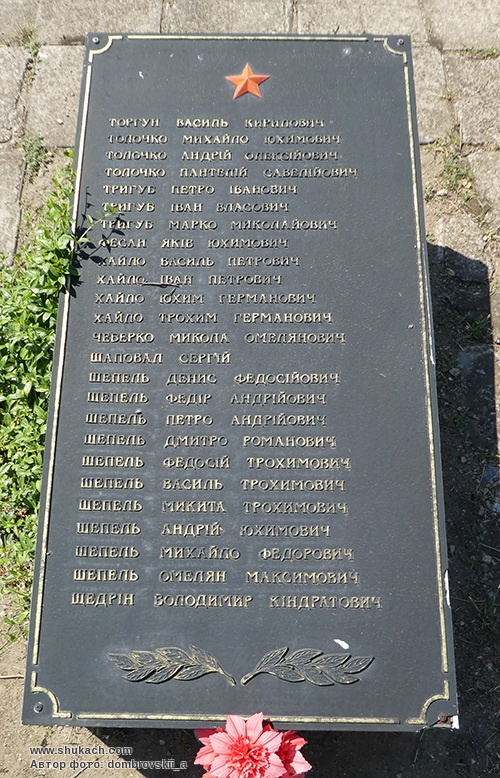 ТОРГУН ВАСИЛЬ КИРИЛОВИЧ
ТОЛОЧКО МИХАЙЛО ЮХИМОВИЧ
ТОЛОЧКО АНДРІЙ ОЛЕКСІЙОВИЧ
ТОЛОЧКО ПАНТЕЛІЙ САВЕЛІЙОВИЧ
ТРИГУБ ПЕТРО ІВАНОВИЧ
ТРИГУБ ІВАН ВЛАСОВИЧ
ТРИГУБ МАРКО МИКОЛАЙОВИЧ
ФЕСАН ЯКІВ ЮХИМОВИЧ
ХАЙЛО ВАСИЛЬ ПЕТРОВИЧ
ХАЙЛО ІВАН ПЕТРОВИЧ
ХАЙЛО ЮХИМ ГЕРМАНОВИЧ
ХАЙЛО ТРОХИМ ГЕРМАНОВИЧ
ЧЕБЕРКО МИКОЛА ОМЕЛЯНОВИЧ
ШАПОВАЛ СЕРГІЙ
ШЕПЕЛЬ ДЕНИС ФЕДОСІЙОВИЧ
ШЕПЕЛЬ ФЕДІР АНДРІЙОВИЧ
ШЕПЕЛЬ ПЕТРО АНДРІЙОВИЧ
ШЕПЕЛЬ ДМИТРО РОМАНОВИЧ
ШЕПЕЛЬ ФЕДОСІЙ ТРОХИМОВИЧ
ШЕПЕЛЬ ВАСИЛЬ ТРОХИМОВИЧ
ШЕПЕЛЬ МИКИТА ТРОХИМОВИЧ
ШЕПЕЛЬ АНДРІЙ ЮХИМОВИЧ
ШЕПЕЛЬ МИХАЙЛО ФЕДОРОВИЧ
ШЕПЕЛЬ ОМЕЛЯН МАКСИМОВИЧ
ЩЕДРІН ВОЛОДИМИР КІНДРАТОВИЧ
www.shukach.com
Автор фото: dombrovskii_a